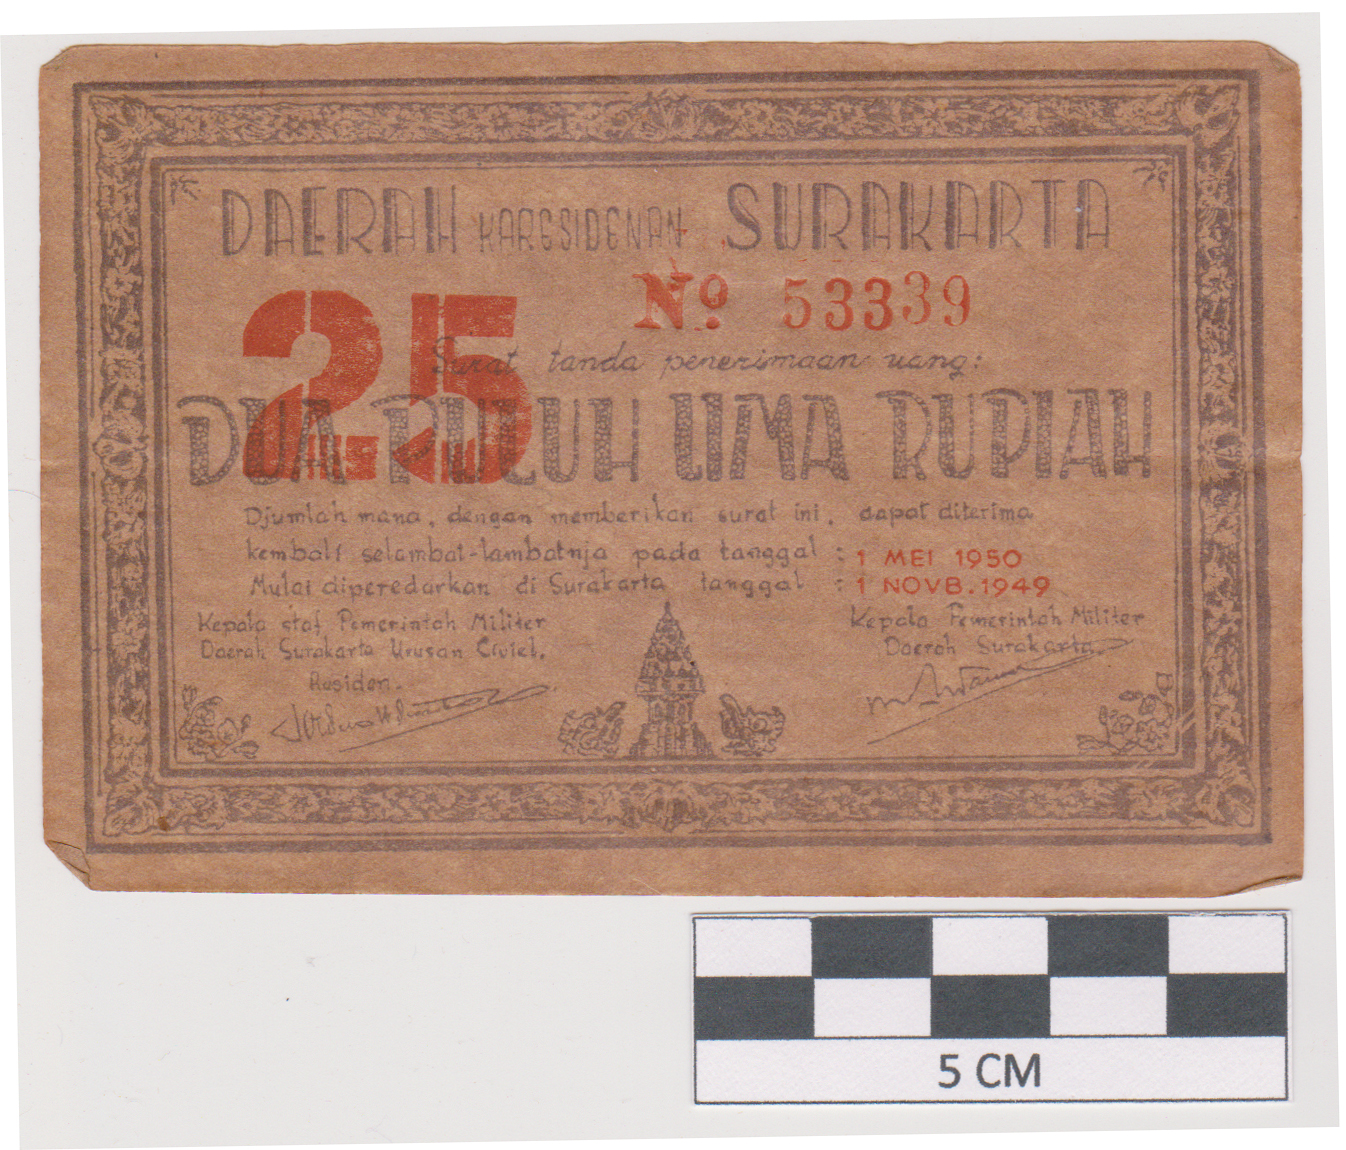 DAERAH KARESIDENAN SURAKARTA
No 53339
25
Surat tanda penerimaan uang:
DUA PULUH LIMA RUPIAH
Djumlah mana, dengan memberikan surat ini, dapat diterima
kembali selambat-lambatnja pada tanggal : 1 MEI 1950
Mulai diperedarkan di Surakarta tanggal : 1 NOVB. 1949
Kepala staf Pemerintah Militer
Daerah Surakarta Urusan Civiel.
Residen.
Kepala Pemerintah Militer
Daerah Surakarta.
5 CM